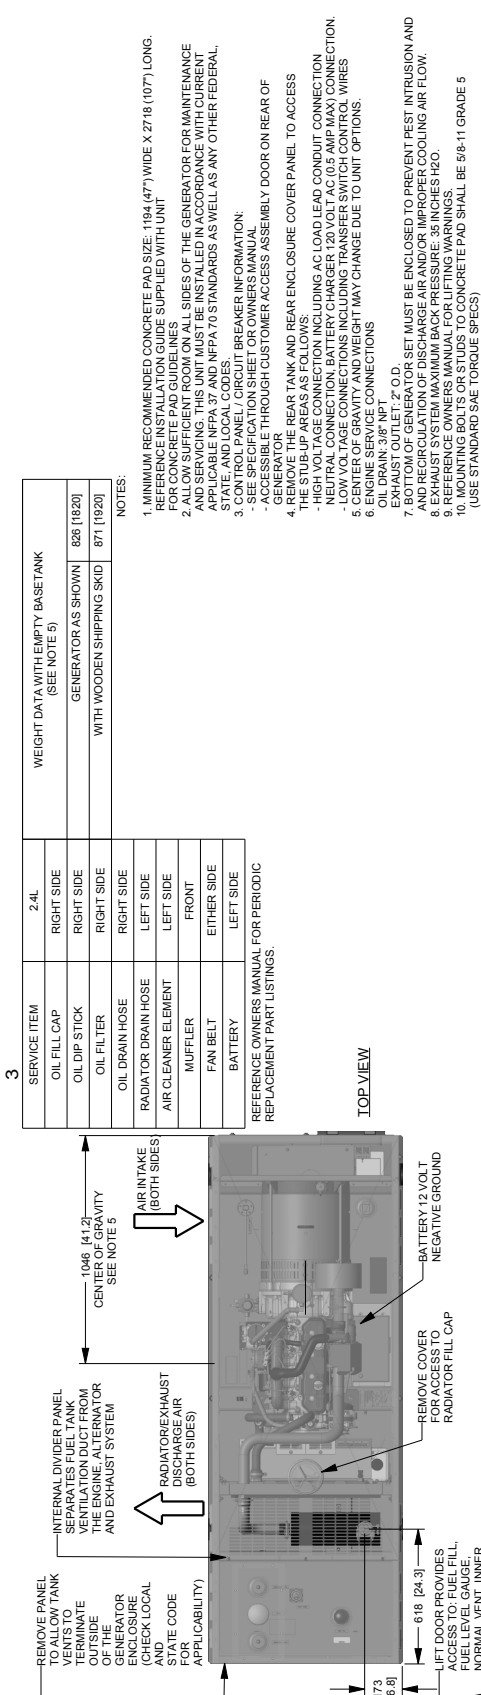 3
SERVICE ITEM 2.4L
OIL FILL CAP RIGHT SIDE
OIL DIP STICK RIGHT SIDE
OIL FILTER RIGHT SIDE
OIL DRAIN HOSE RIGHT SIDE
RADIATOR DRAIN HOSE LEFT SIDE
AIR CLEANER ELEMENT LEFT SIDE
MUFFLER FRONT
FAN BELT EITHER SIDE
BATTERY LEFT SIDE
REFERENCE OWNERS MANUAL FOR PERIODIC
REPLACEMENT PART LISTINGS.
WEIGHT DATA WITH EMPTY BASETANK
(SEE NOTE 5)
GENERATOR AS SHOWN 826 [1820]
WITH WOODEN SHIPPING SKID 871 [1920]
NOTES:
1. MINIMUM RECOMMENDED CONCRETE PAD SIZE: 1194 (47") WIDE X 2718 (107") LONG.
REFERENCE INSTALLATION GUIDE SUPPLIED WITH UNIT
FOR CONCRETE PAD GUIDELINES
2. ALLOW SUFFICIENT ROOM ON ALL SIDES OF THE GENERATOR FOR MAINTENANCE
AND SERVICING. THIS UNIT MUST BE INSTALLED IN ACCORDANCE WITH CURRENT
APPLICABLE NFPA 37 AND NFPA 70 STANDARDS AS WELL AS ANY OTHER FEDERAL,
STATE, AND LOCAL CODES.
3. CONTROL PANEL / CIRCUIT BREAKER INFORMATION:
- SEE SPECIFICATION SHEET OR OWNERS MANUAL
- ACCESSIBLE THROUGH CUSTOMER ACCESS ASSEMBLY DOOR ON REAR OF
GENERATOR
4. REMOVE THE REAR TANK AND REAR ENCLOSURE COVER PANEL TO ACCESS
THE STUB-UP AREAS AS FOLLOWS:
- HIGH VOLTAGE CONNECTION INCLUDING AC LOAD LEAD CONDUIT CONNECTION
NEUTRAL CONNECTION, BATTERY CHARGER 120 VOLT AC (0.5 AMP MAX) CONNECTION.
- LOW VOLTAGE CONNECTIONS INCLUDING TRANSFER SWITCH CONTROL WIRES
5. CENTER OF GRAVITY AND WEIGHT MAY CHANGE DUE TO UNIT OPTIONS.
6. ENGINE SERVICE CONNECTIONS
OIL DRAIN: 3/8" NPT
EXHAUST OUTLET: 2" O.D.
7. BOTTOM OF GENERATOR SET MUST BE ENCLOSED TO PREVENT PEST INTRUSION AND
AND RECIRCULATION OF DISCHARGE AIR AND/OR IMPROPER COOLING AIR FLOW.
8. EXHAUST SYSTEM MAXIMUM BACK PRESSURE: 35 INCHES H2O.
9. REFERENCE OWNERS MANUAL FOR LIFTING WARNINGS.
10. MOUNTING BOLTS OR STUDS TO CONCRETE PAD SHALL BE 5/8-11 GRADE 5
(USE STANDARD SAE TORQUE SPECS)
REMOVE PANEL
TO ALLOW TANK
VENTS TO
TERMINATE
OUTSIDE
OF THE
GENERATOR
ENCLOSURE
(CHECK LOCAL
AND
STATE CODE
FOR
APPLICABILITY)
INTERNAL DIVIDER PANEL
SEPARATES FUEL TANK
VENTILATION DUCT FROM
THE ENGINE, ALTERNATOR
AND EXHAUST SYSTEM
RADIATOR/EXHAUST
DISCHARGE AIR
(BOTH SIDES)
1046 [41.2]
CENTER OF GRAVITY
SEE NOTE 5
AIR INTAKE
(BOTH SIDES)
TOP VIEW
BATTERY 12 VOLT
NEGATIVE GROUND
REMOVE COVER
FOR ACCESS TO
RADIATOR FILL CAP
618 [24.3]
73
6.8]
LIFT DOOR PROVIDES
ACCESS TO: FUEL FILL,
FUEL LEVEL GAUGE,
NORMAL VENT, INNER